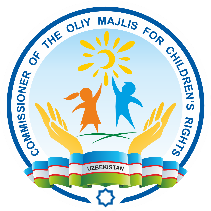 COMMISSIONER OF THE OLIY MAJLIS FOR CHILDREN'S RIGHTS
UZBEKISTAN